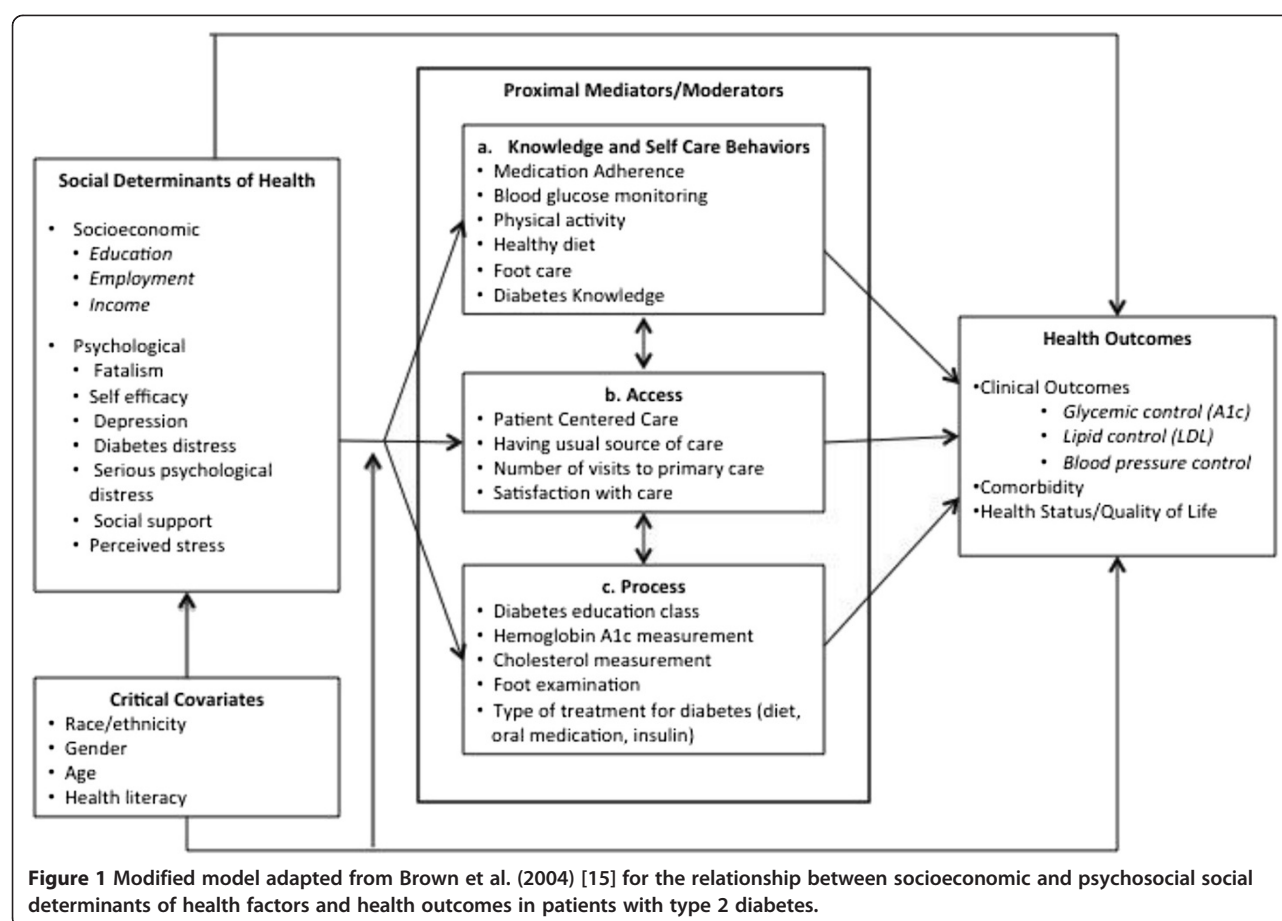 Proximal Mediators/Moderators
Social Determinants of Health
• Socioeconomic
• Education
• Employment
• Income
• Psychological
• Fatalism
• Self efficacy
• Depression
• Diabetes distress
• Serious psychological
distress
• Social support
• Perceived stress
Critical Covariates
• Race/ethnicity
• Gender
• Age
• Health literacy
a. Knowledge and Self Care Behaviors
• Medication Adherence
• Blood glucose monitoring
• Physical activity
• Healthy diet
• Foot care
• Diabetes Knowledge
b. Access
• Patient Centered Care
• Having usual source of care
• Number of visits to primary care
• Satisfaction with care
c. Process
• Diabetes education class
• Hemoglobin A1c measurement
• Cholesterol measurement
• Foot examination
• Type of treatment for diabetes (diet,
oral medication, insulin)
Health Outcomes
•Clinical Outcomes
• Glycemic control (A1c)
• Lipid control (LDL)
• Blood pressure control
•Comorbidity
•Health Status/Quality of Life
Figure 1 Modified model adapted from Brown et al. (2004) [15] for the relationship between socioeconomic and psychosocial social
determinants of health factors and health outcomes in patients with type 2 diabetes.